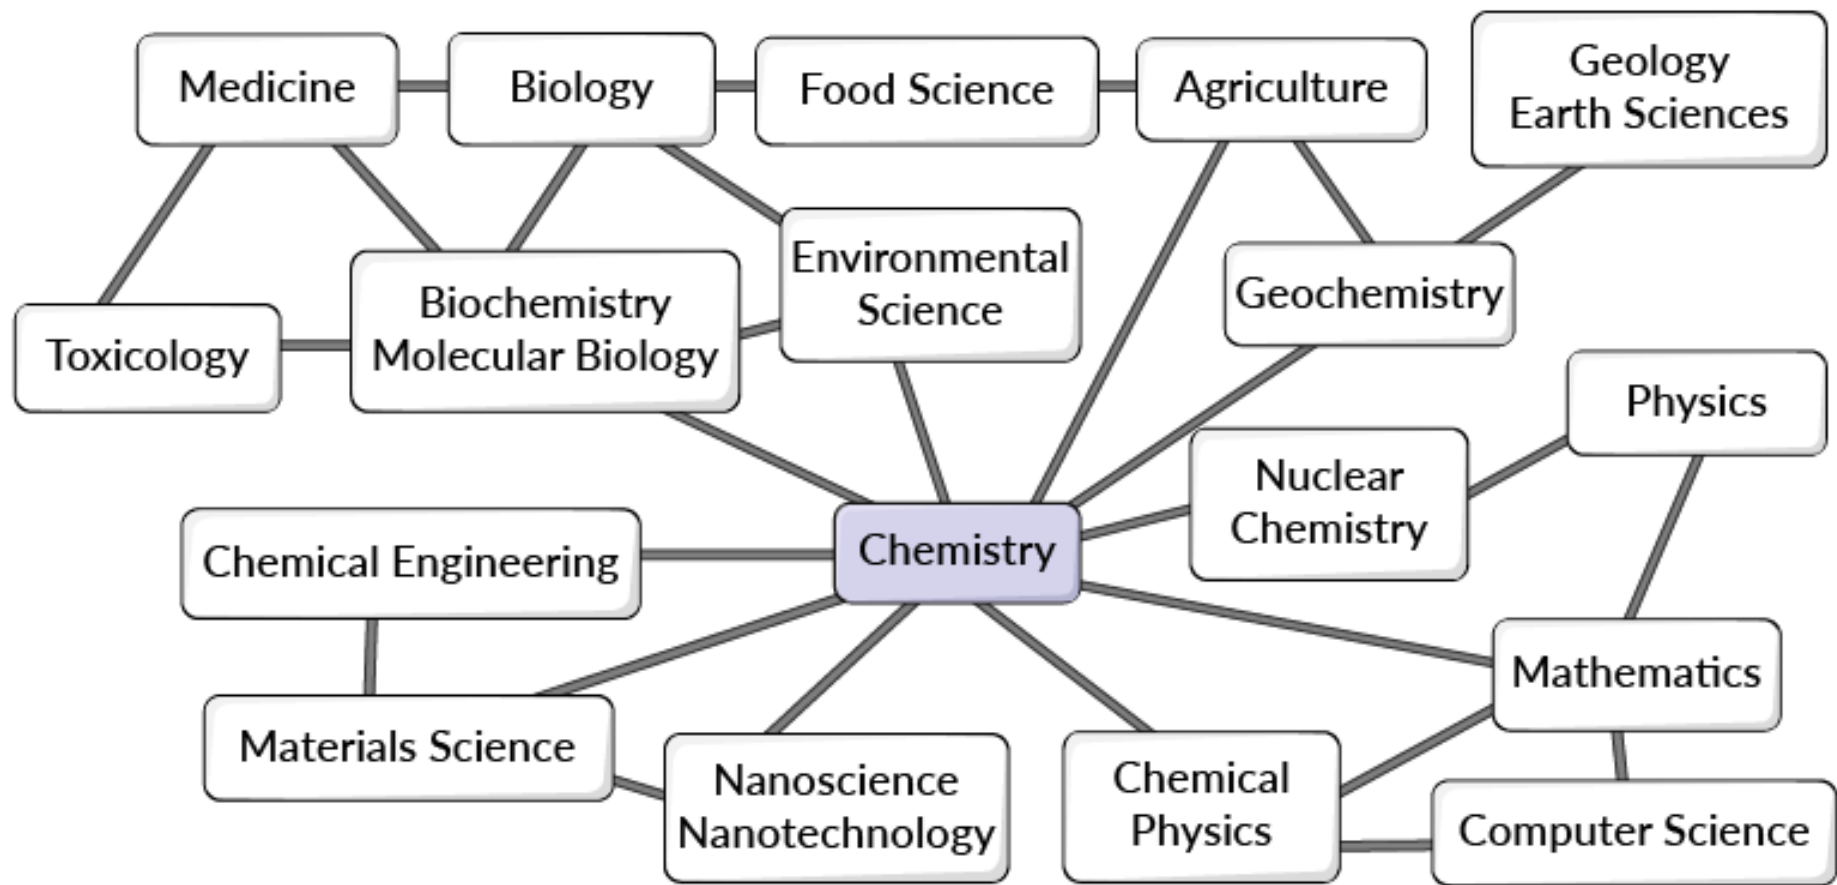 Medicine
Biology
Food Science
Agriculture
Geology
Earth Sciences
Environmental
Science
Geochemistry
Biochemistry
Molecular Biology
Toxicology
Physics
Nuclear
Chemistry
Chemistry
Chemical Engineering
Mathematics
Materials Science
Nanoscience
Nanotechnology
Chemical
Physics
Computer Science